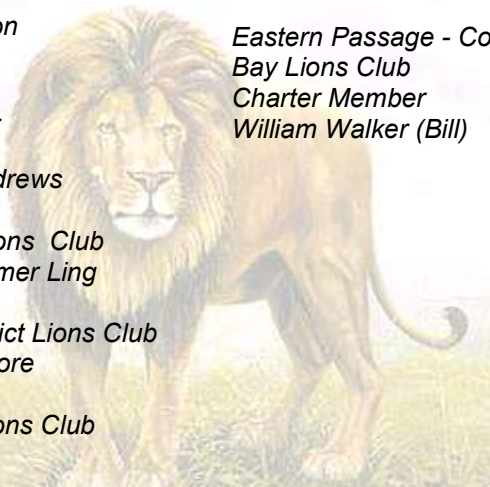 on
drews
ons Club
mer Ling
ict Lions Club
ore
ons Club
Eastern Passage - Co
Bay Lions Club
Charter Member
William Walker (Bill)